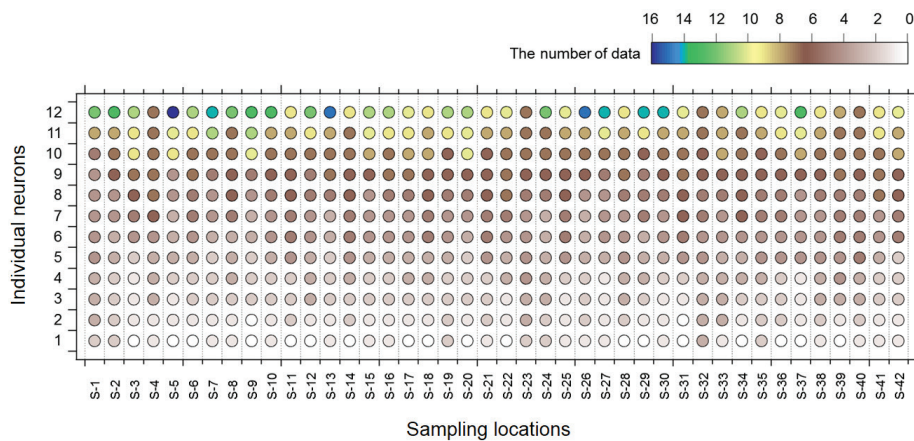 16 14 12 10 8 6 4 2 0
The number of data
12
11
10
9
8
7
6
5
4
3
2
1
Individual neurons
S-1 S-2 S-3 S-4 S-5 S-6 S-7 S-8 S-9 S-10 S-11 S-12 S-13 S-14 S-15 S-16 S-17 S-18 S-19 S-20 S-21 S-22 S-23 S-24 S-25 S-26 S-27 S-28 S-29 S-30 S-31 S-32 S-33 S-34 S-35 S-36 S-37 S-38 S-39 S-40 S-41 S-42
Sampling locations